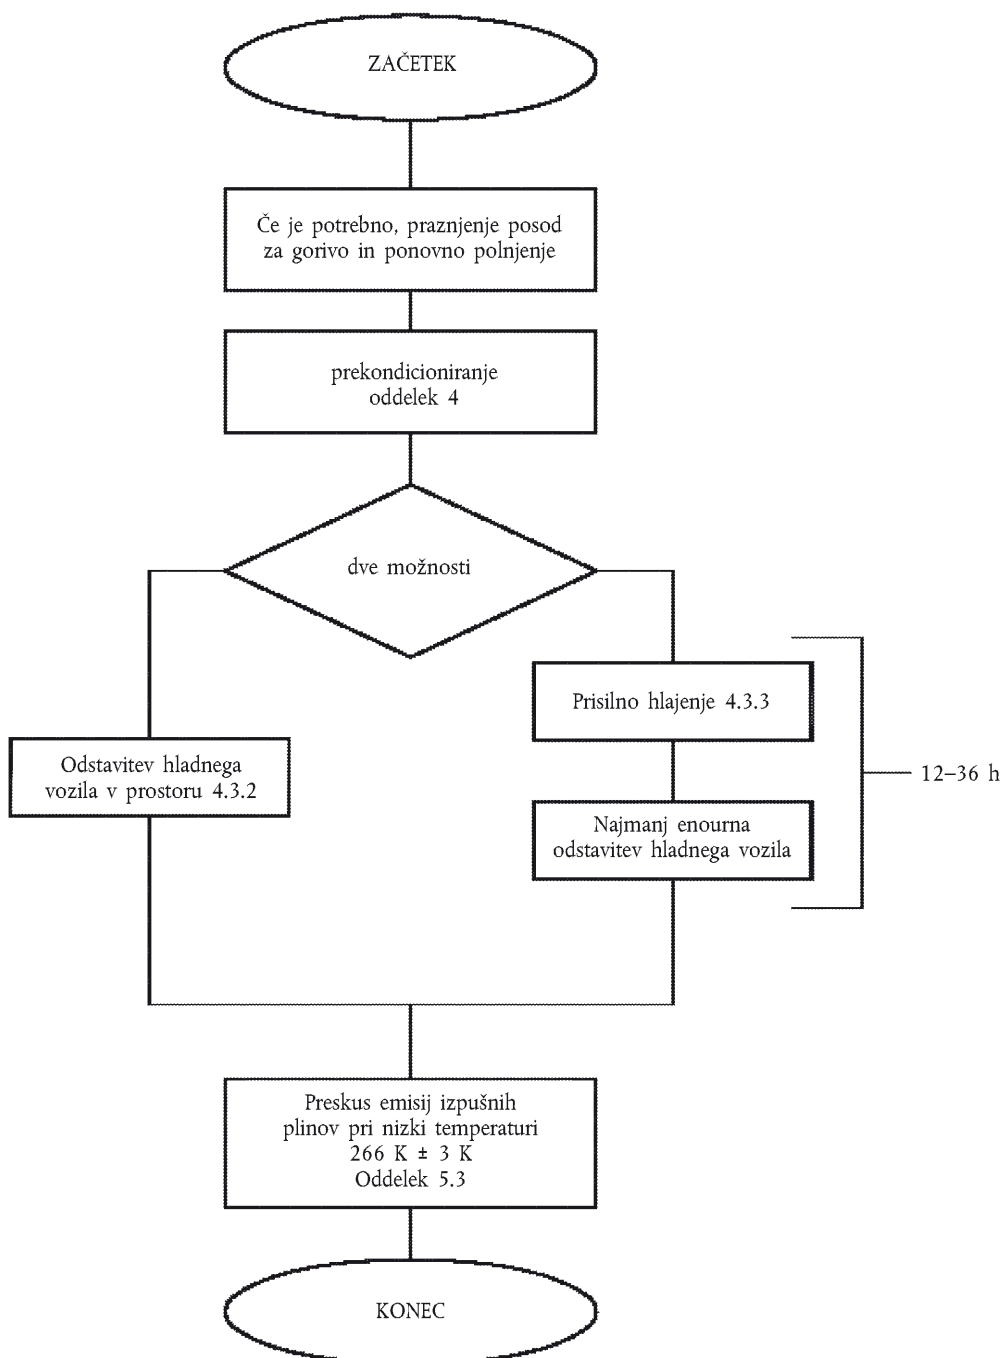 ZAČETEK
Če je potrebno, praznjenje posod
za gorivo in ponovno polnjenje
prekondicioniranje
oddelek 4
dve možnosti
Odstavitev hladnega
vozila v prostoru 4.3.2
Prisilno hlajenje 4.3.3
Najmanj enourna
odstavitev hladnega vozila
12–36 h
Preskus emisij izpušnih
plinov pri nizki temperaturi
266 K ± 3 K
Oddelek 5.3
KONEC